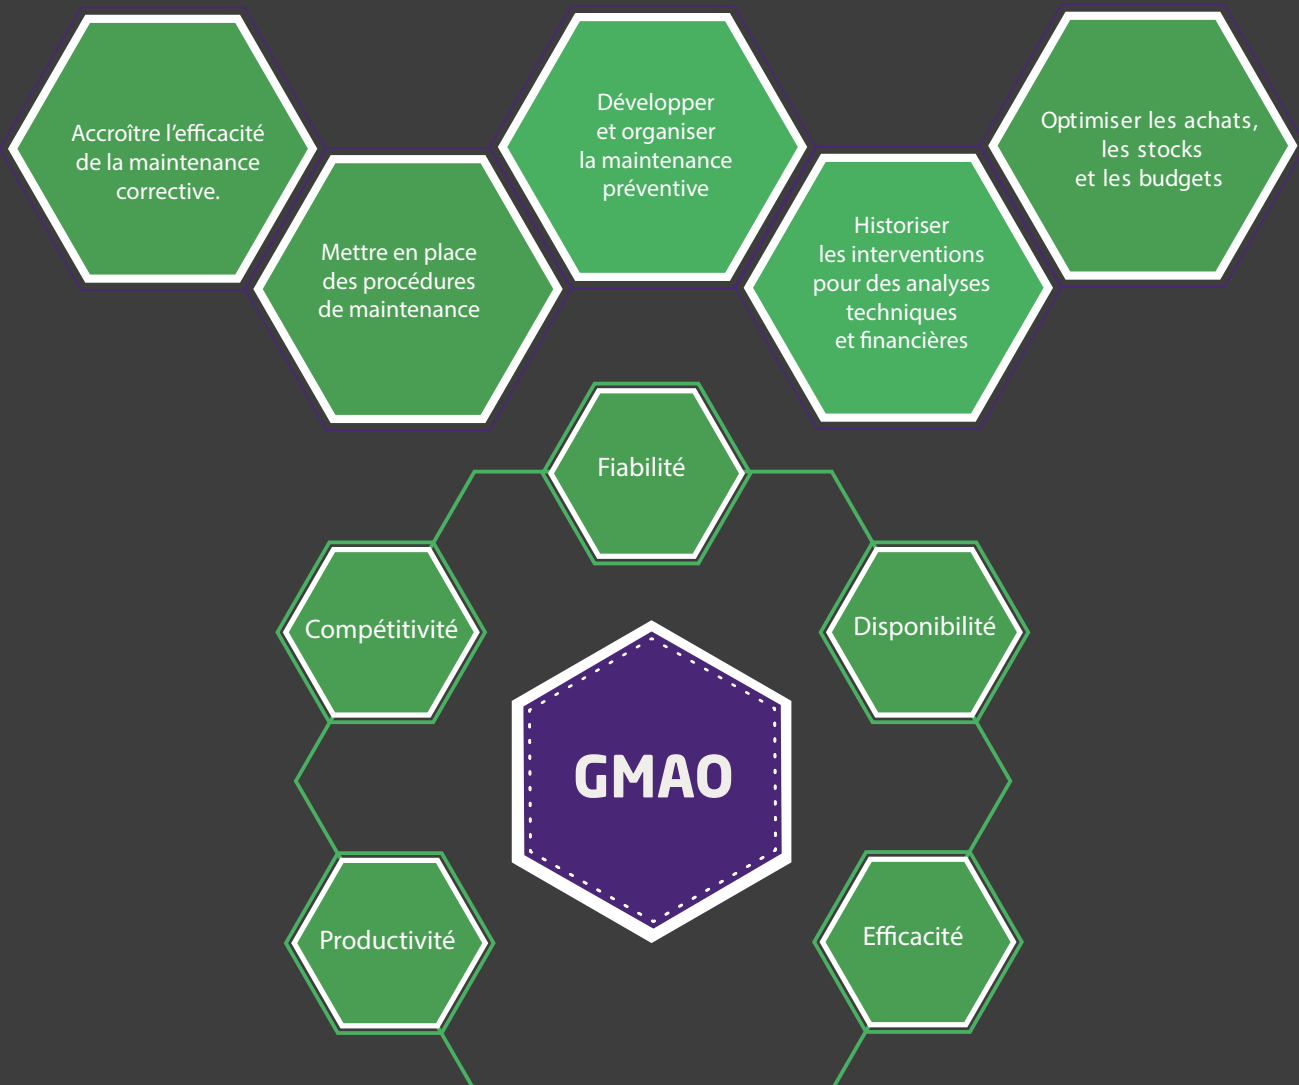 Accroître l'efficacité
de la maintenance
corrective.
Mettre en place
des procédures
de maintenance
Développer
et organiser
la maintenance
préventive
Historiser
les interventions
pour des analyses
techniques
et financières
Optimiser les achats,
les stocks
et les budgets
Fiabilité
Compétitivité
Disponibilité
GMAO
Productivité
Efficacité